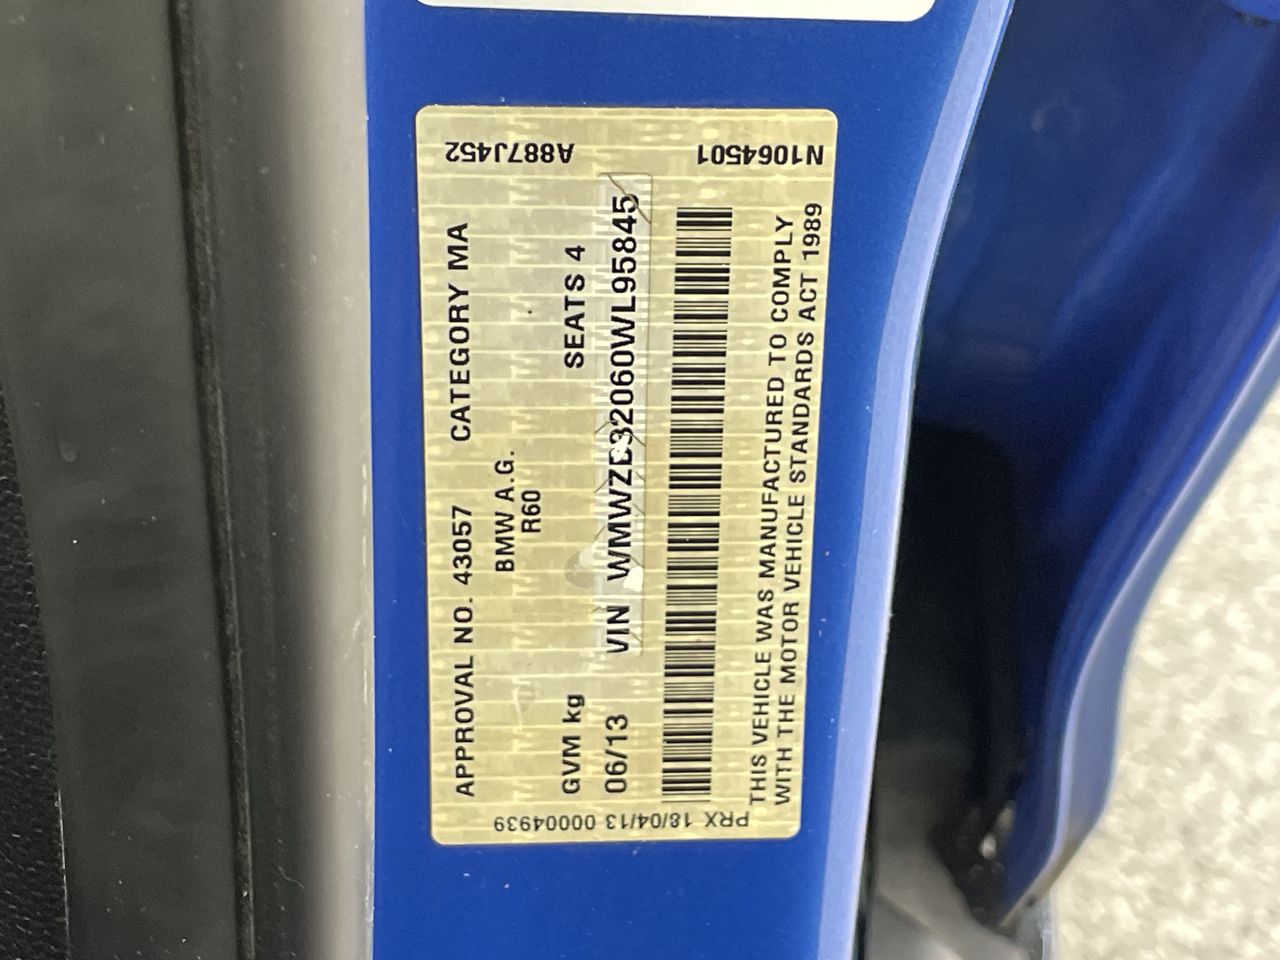 APPROVAL NO. 43057 CATEGORY MA
BMW A.G.
R60
GVM kg SEATS 4
06/13 VIN WMWZB32060WL95845
THIS VEHICLE WAS MANUFACTURED TO COMPLY
WITH THE MOTOR VEHICLE STANDARDS ACT 1989
A887J452
N1064501
PRX 18/04/13 00004939